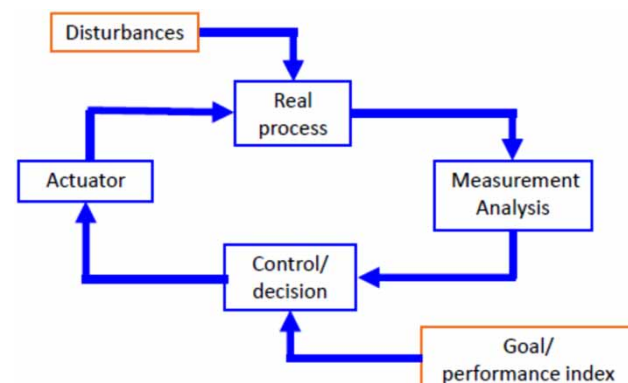 Disturbances
Real
process
Actuator
Measurement
Analysis
Control/
decision
Goal/
performance index